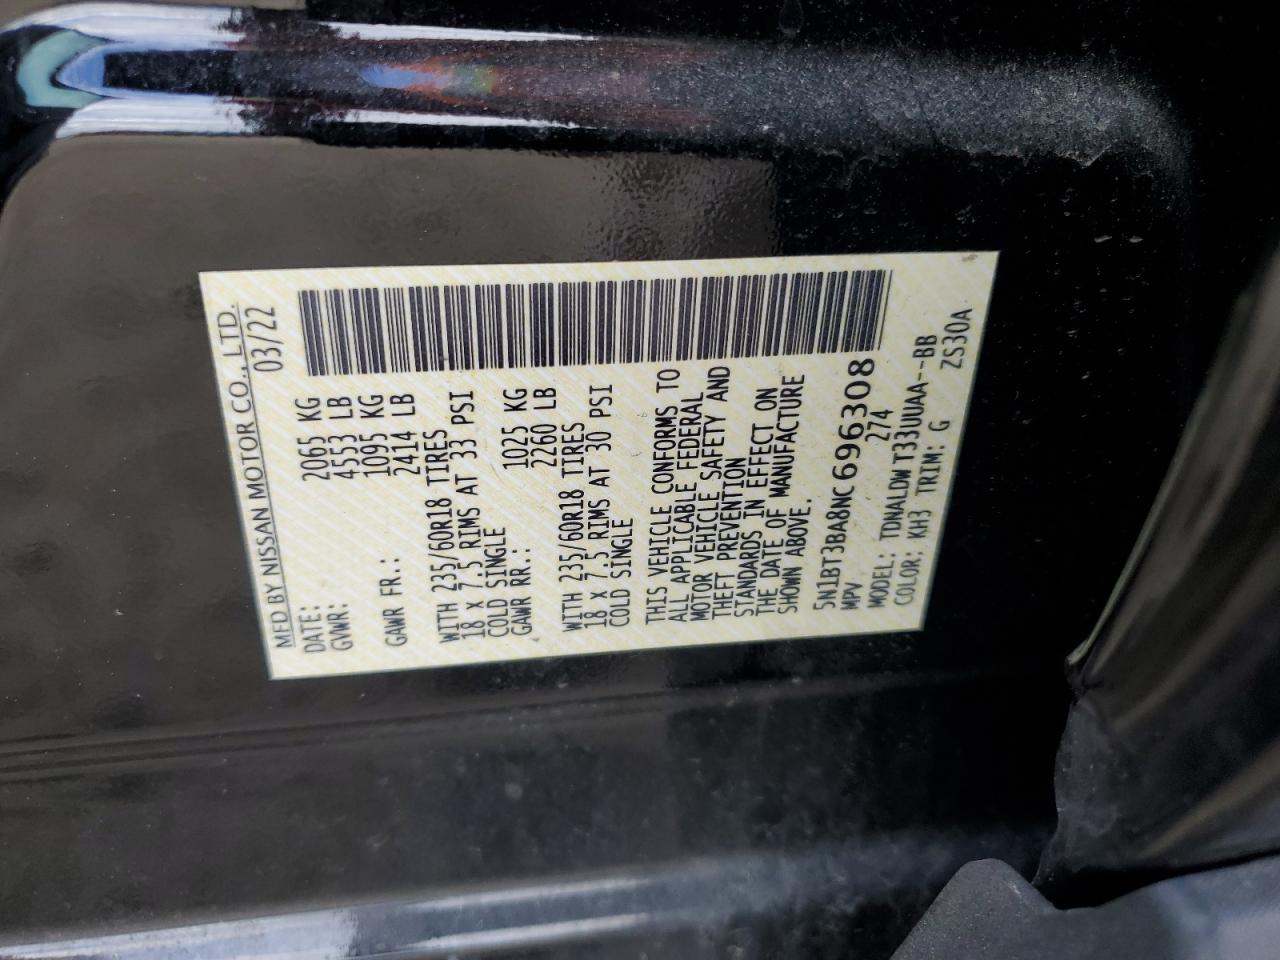 MFD BY NISSAN MOTOR CO., LTD.
DATE: 03/22
GVWR: 2065 KG
4553 LB
GAWR FR.: 1095 KG
2414 LB
WITH 235/60R18 TIRES
18 x 7.5 RIMS AT 33 PSI
COLD SINGLE
GAWR RR.: 1025 KG
2260 LB
WITH 235/60R18 TIRES
18 x 7.5 RIMS AT 30 PSI
COLD SINGLE
THIS VEHICLE CONFORMS TO
ALL APPLICABLE FEDERAL
MOTOR VEHICLE SAFETY AND
THEFT PREVENTION
STANDARDS IN EFFECT ON
THE DATE OF MANUFACTURE
SHOWN ABOVE.
5N1BT3BA8NC696308
MPV 274
MODEL: TDNALDW T33UUAA--BB
COLOR: KH3 TRIM: G ZS30A